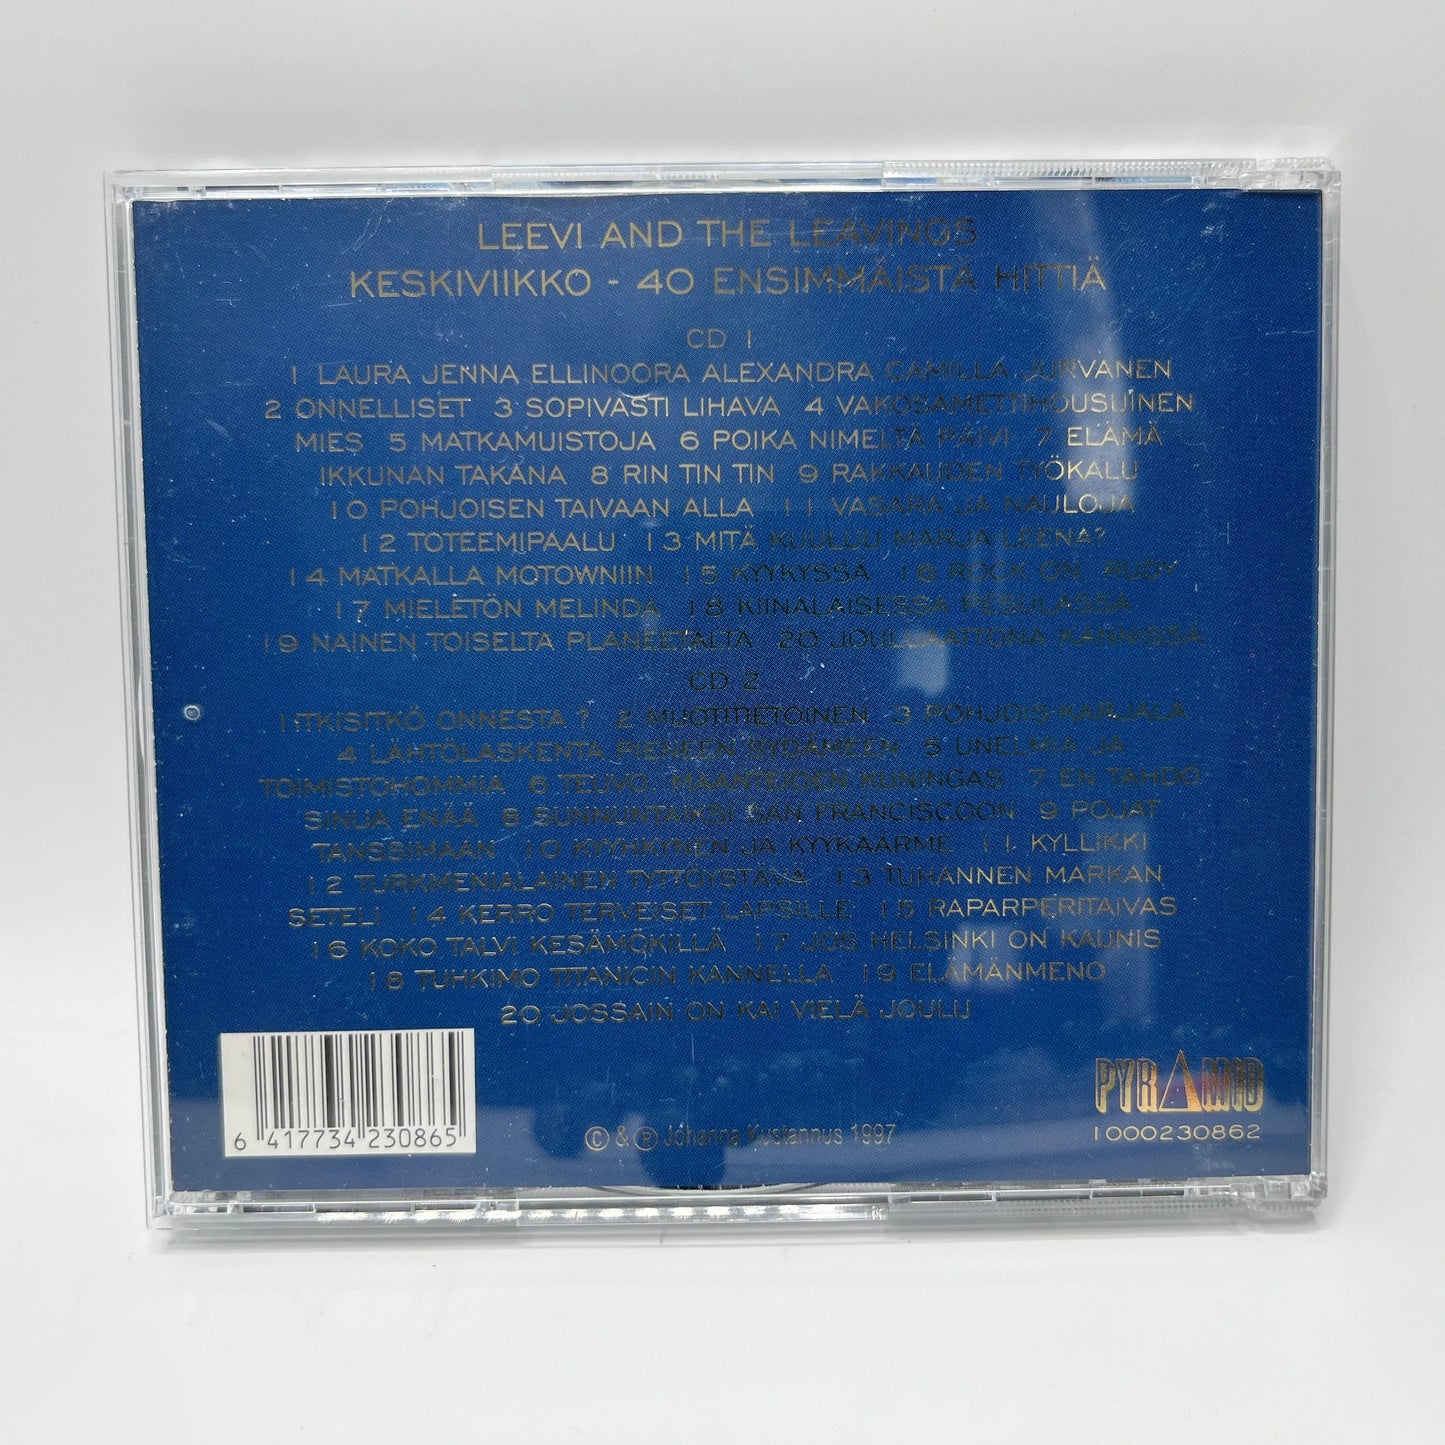 LEEVI AND THE LEAVINGS
KESKIVIIKKO - 40 ENSIMMÄISTÄ HITTIÄ
CD 1
1 LAURA JENNA ELLINOORA ALEXANDRA CAMILLA JURVANEN
2 ONNELLISET 3 SOPIVASTI LIHAVA 4 VAKOSAMETTIHOUSUINEN
MIES 5 MATKAMUISTOJA 6 POIKA NIMELTÄ PÄIVI 7 ELÄMÄ
IKKUNAN TAKANA 8 RIN TIN TIN 9 RAKKAUDEN TYÖKALU
10 POHJOISEN TAIVAAN ALLA 11 VASARA JA NAULOJA
12 TOTEEMIPAALU 13 MITÄ KUULUU MARJA-LEENA?
14 MATKALLA MOTOWNIIN 15 KYYKYSSÄ 16 ROCK ON, RUDY
17 MIELETÖN MELINDA 18 KIINALAISESSA PESULASSA
19 NAINEN TOISELTA PLANEETALTA 20 JOULUAATTONA KÄNNISSÄ
CD 2
1 ITKISITKÖ ONNESTA ? 2 MUOTITIETOINEN 3 POHJOIS-KARJALA
4 LÄHTÖLASKENTA PIENEEN SYDÄMEEN 5 UNELMIA JA
TOIMISTOHOMMIA 6 TEUVO, MAANTEIDEN KUNINGAS 7 EN TAHDO
SINUA ENÄÄ 8 SUNNUNTAIKSI SAN FRANCISCOON 9 POJAT
TANSSIMAAN 10 KYYHKYNEN JA KYYKÄÄRME 11 KYLLIKKI
12 TURKMENIALAINEN TYTTÖYSTÄVÄ 13 TUHANNEN MARKAN
SETELI 14 KERRO TERVEISET LAPSILLE 15 RAPARPERITAIVAS
16 KOKO TALVI KESÄMÖKILLÄ 17 JOS HELSINKI ON KAUNIS
18 TUHKIMO TITANICIN KANNELLA 19 ELÄMÄNMENO
20 JOSSAIN ON KAI VIELÄ JOULU
6 417734 230865
© & ℗ Johanna Kustannus 1997
PYRAMID
1000230862